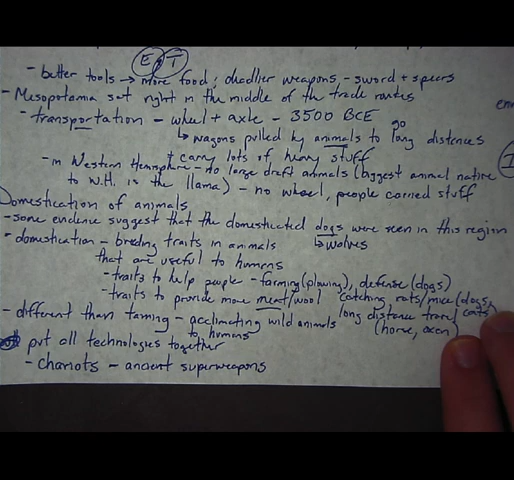 E T
- better tools → more food; deadlier weapons, - sword + spears
- Mesopotamia sat right in the middle of the trade routes
- transportation - wheel + axle - 3500 BCE
↳ wagons pulled by animals to go long distances
+ carry lots of heavy stuff
- in Western Hemisphere - no large draft animals (biggest animal native
to W.H. is the llama) - no wheel, people carried stuff
Domestication of animals
- some evidence suggest that the domesticated dogs were seen in this region
↳ wolves
- domestication - breeding traits in animals
that are useful to humans
- traits to help people - farming (plowing), defense (dogs)
catching rats/mice (dogs, cats)
long distance travel (horse, oxen)
- traits to provide more meat/wool
- different than taming - acclimating wild animals
to humans
put all technologies together
- chariots - ancient superweapons